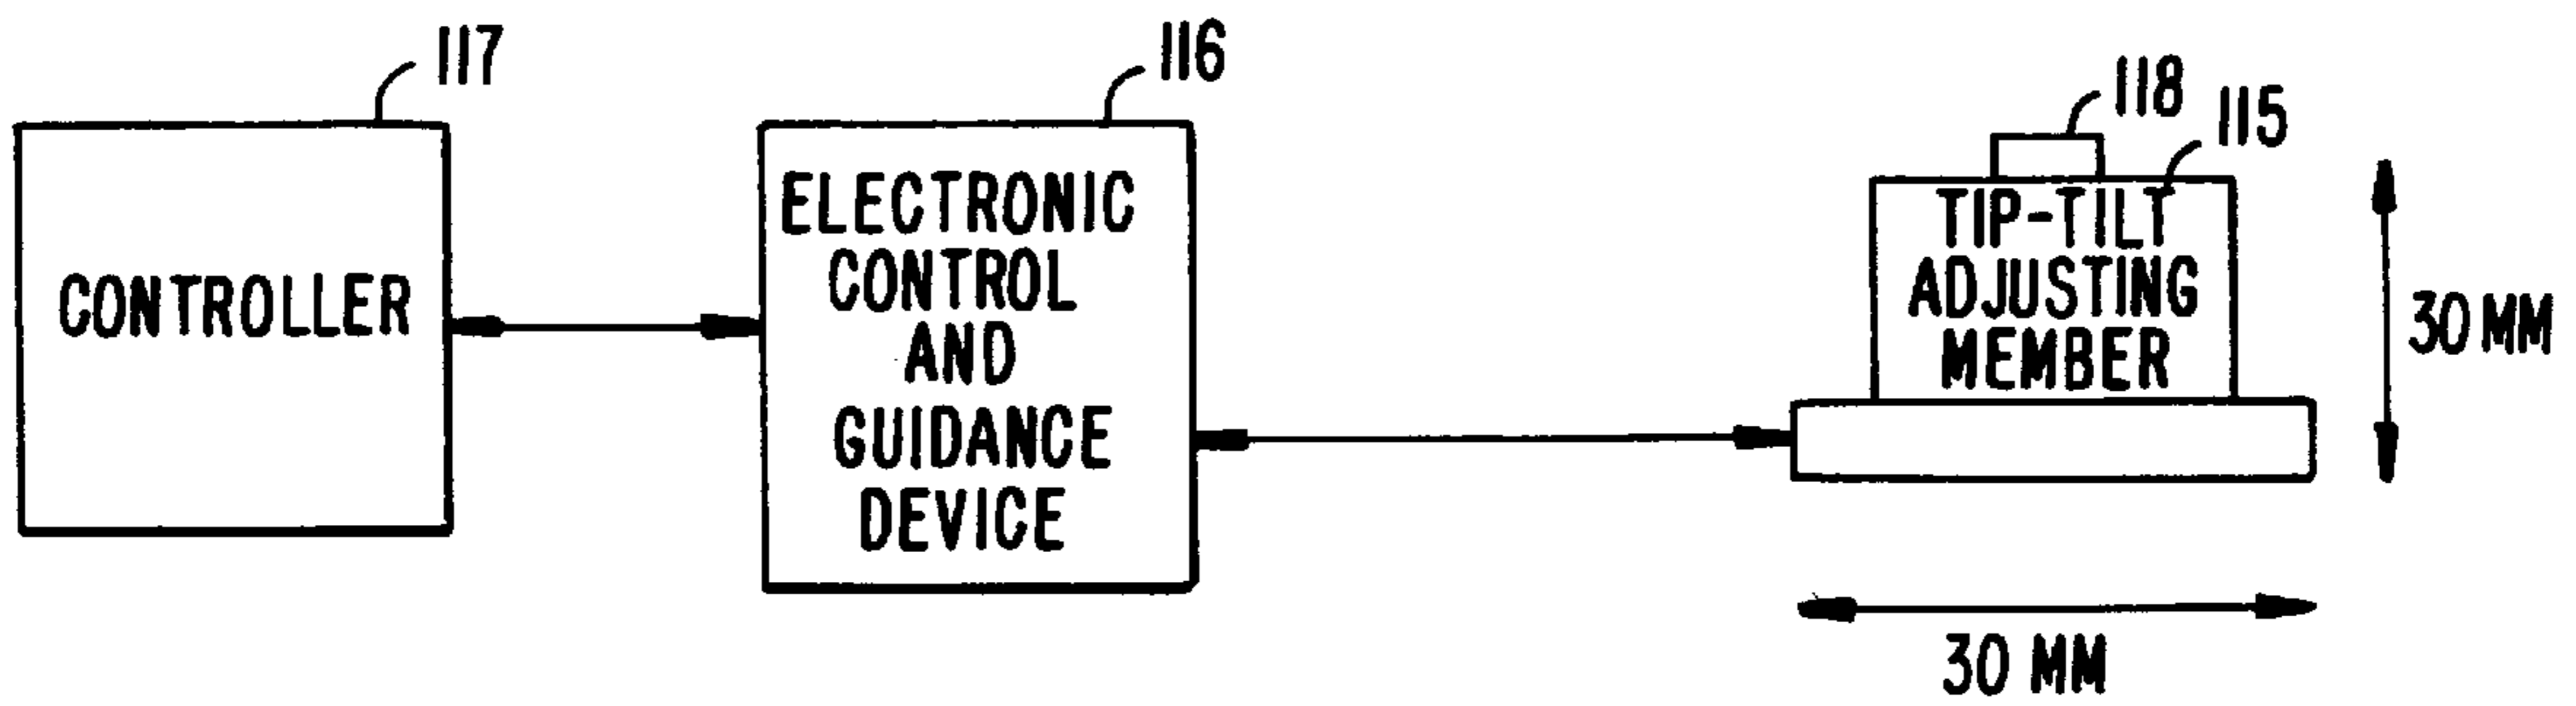 117
CONTROLLER
116
ELECTRONIC
CONTROL
AND
GUIDANCE
DEVICE
118
115
TIP-TILT
ADJUSTING
MEMBER
30 MM
30 MM